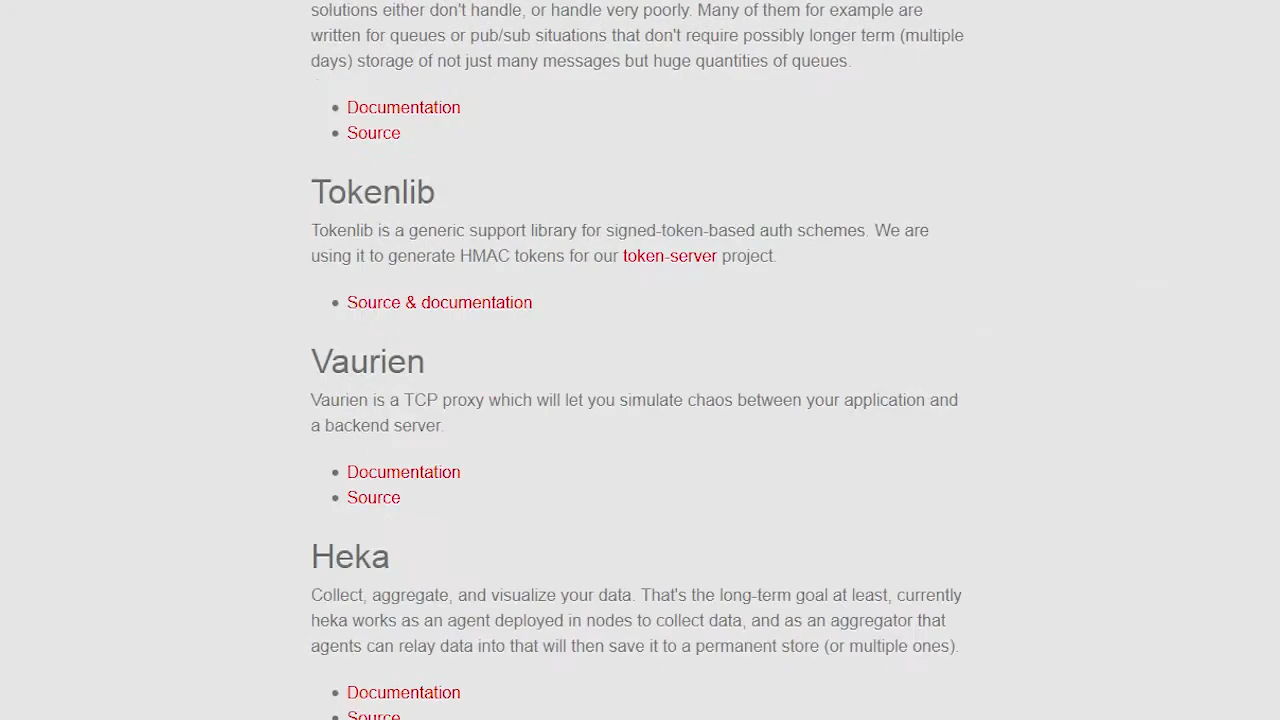 solutions either don't handle, or handle very poorly. Many of them for example are
written for queues or pub/sub situations that don't require possibly longer term (multiple
days) storage of not just many messages but huge quantities of queues.
Documentation
Source
Tokenlib
Tokenlib is a generic support library for signed-token-based auth schemes. We are
using it to generate HMAC tokens for our token-server project.
Source & documentation
Vaurien
Vaurien is a TCP proxy which will let you simulate chaos between your application and
a backend server.
Documentation
Source
Heka
Collect, aggregate, and visualize your data. That's the long-term goal at least, currently
heka works as an agent deployed in nodes to collect data, and as an aggregator that
agents can relay data into that will then save it to a permanent store (or multiple ones).
Documentation
Source